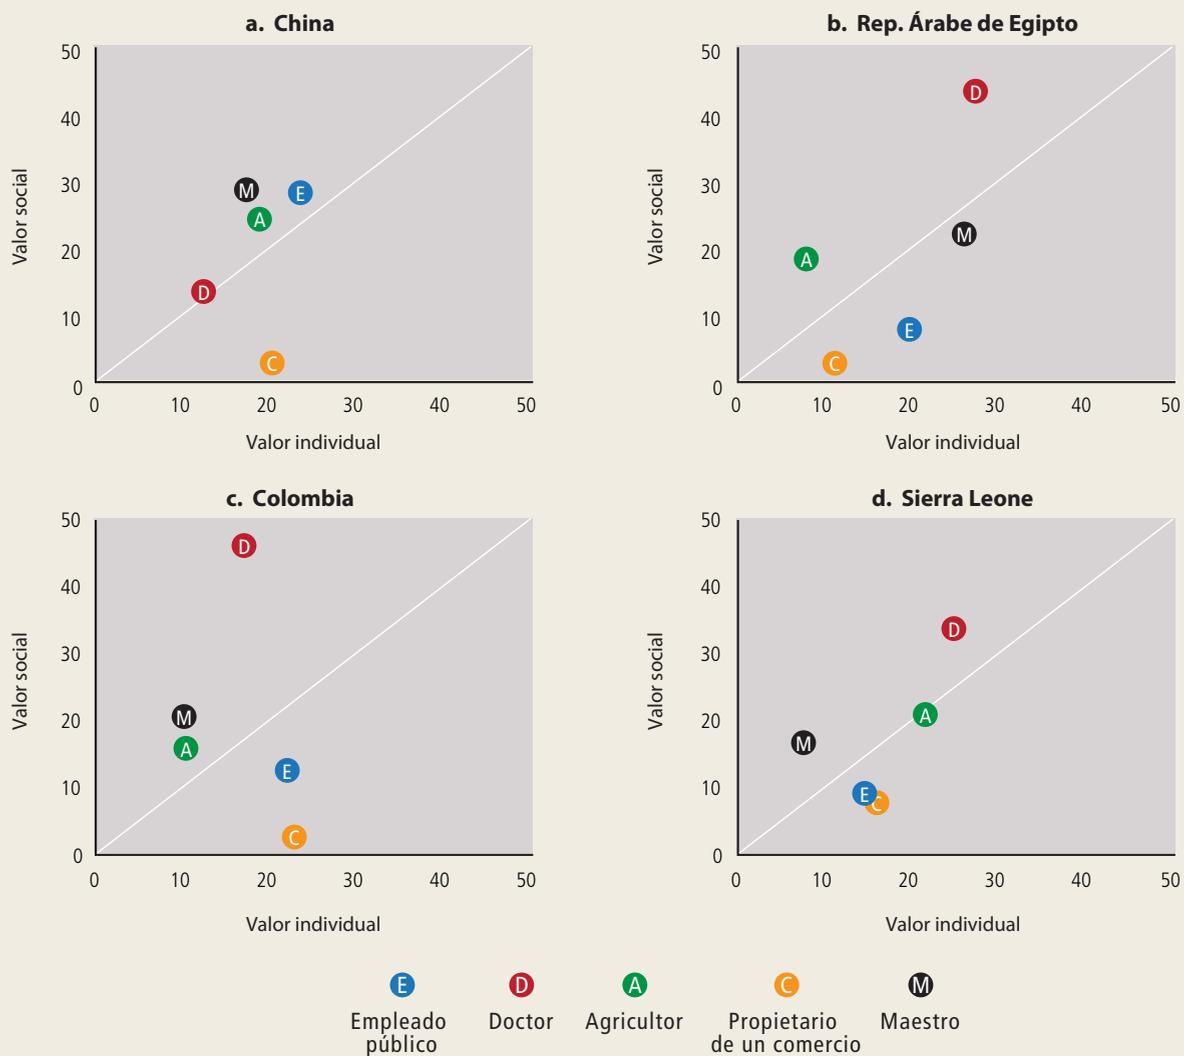 a. China
50
40
30
20
10
0
Valor social
M
E
A
D
C
0 10 20 30 40 50
Valor individual
b. Rep. Árabe de Egipto
50
40
30
20
10
0
Valor social
D
M
A
E
C
0 10 20 30 40 50
Valor individual
c. Colombia
50
40
30
20
10
0
Valor social
D
M
A
E
C
0 10 20 30 40 50
Valor individual
d. Sierra Leone
50
40
30
20
10
0
Valor social
D
A
M
E
C
0 10 20 30 40 50
Valor individual
E D A C M
Empleado Doctor Agricultor Propietario Maestro
público de un comercio